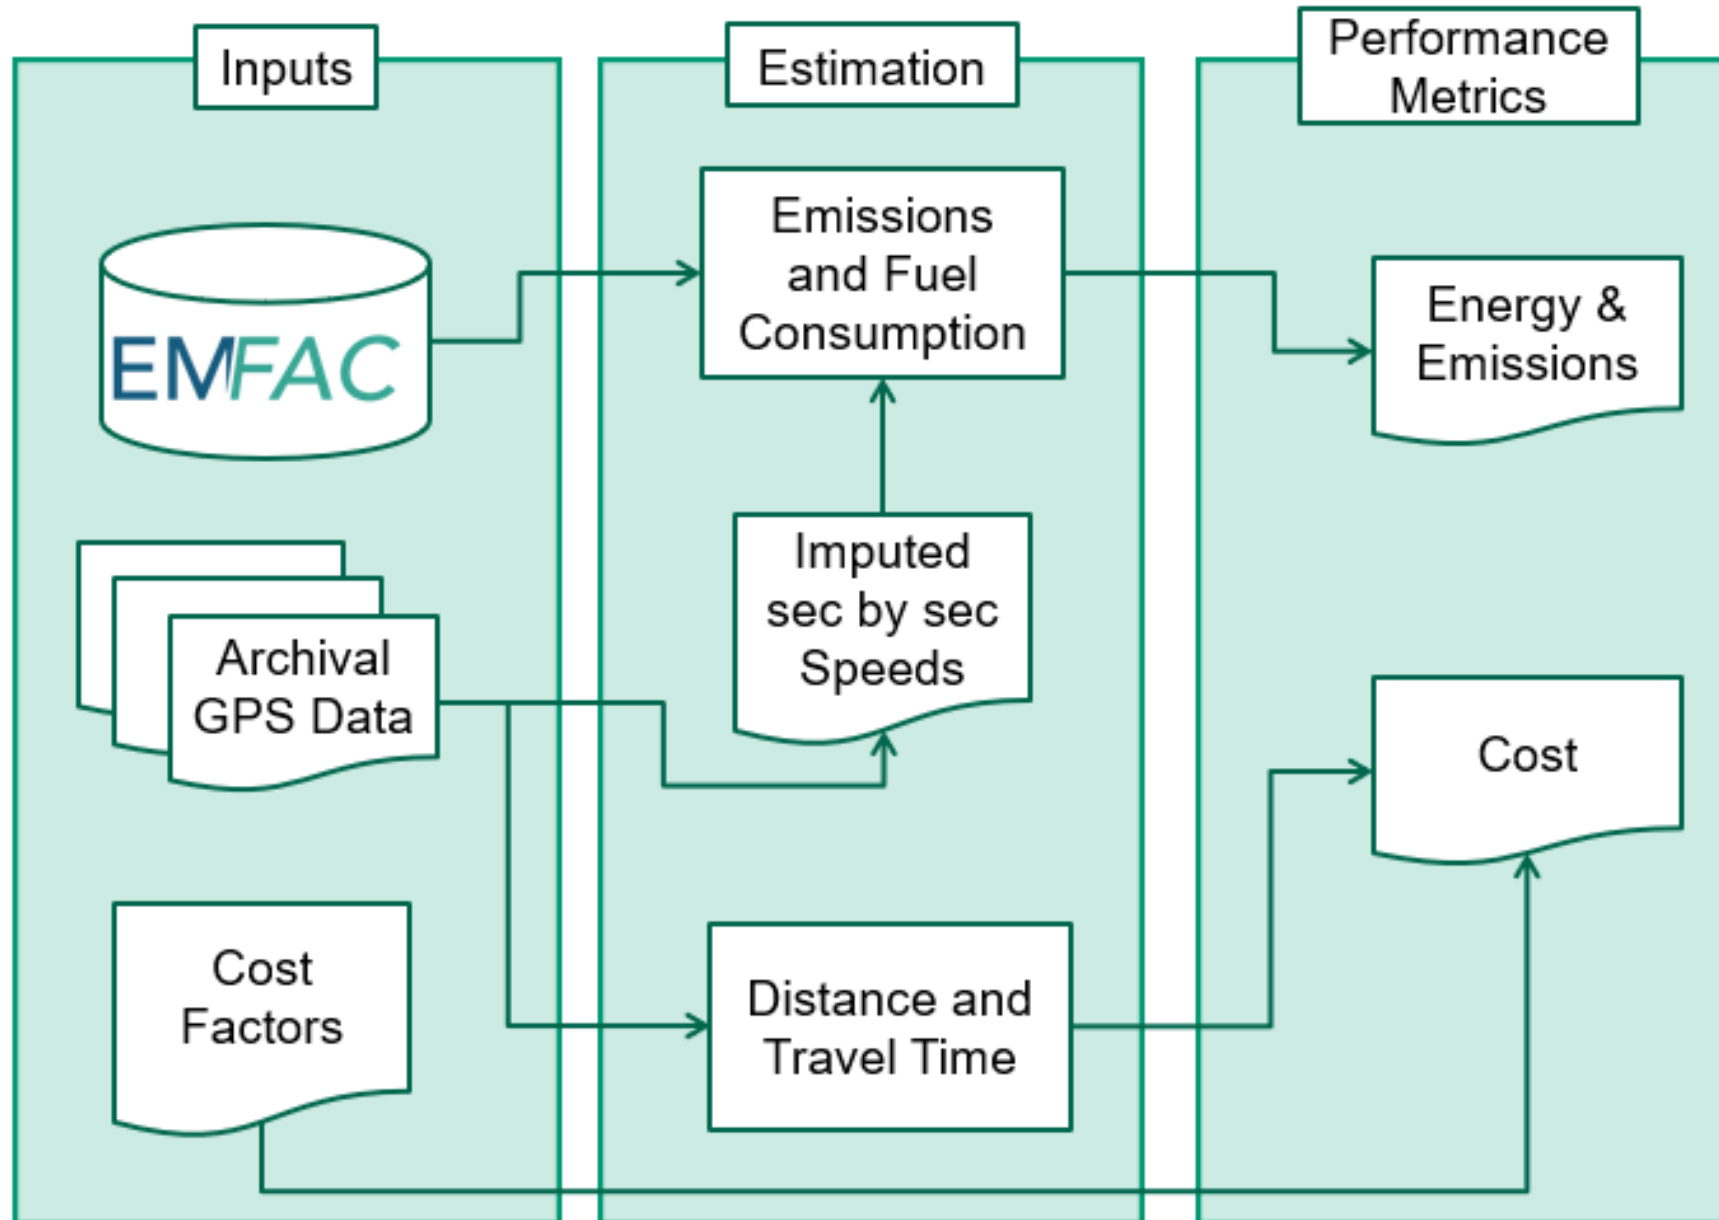 Inputs
EMFAC
Archival
GPS Data
Cost
Factors
Estimation
Emissions
and Fuel
Consumption
Imputed
sec by sec
Speeds
Distance and
Travel Time
Performance
Metrics
Energy &
Emissions
Cost